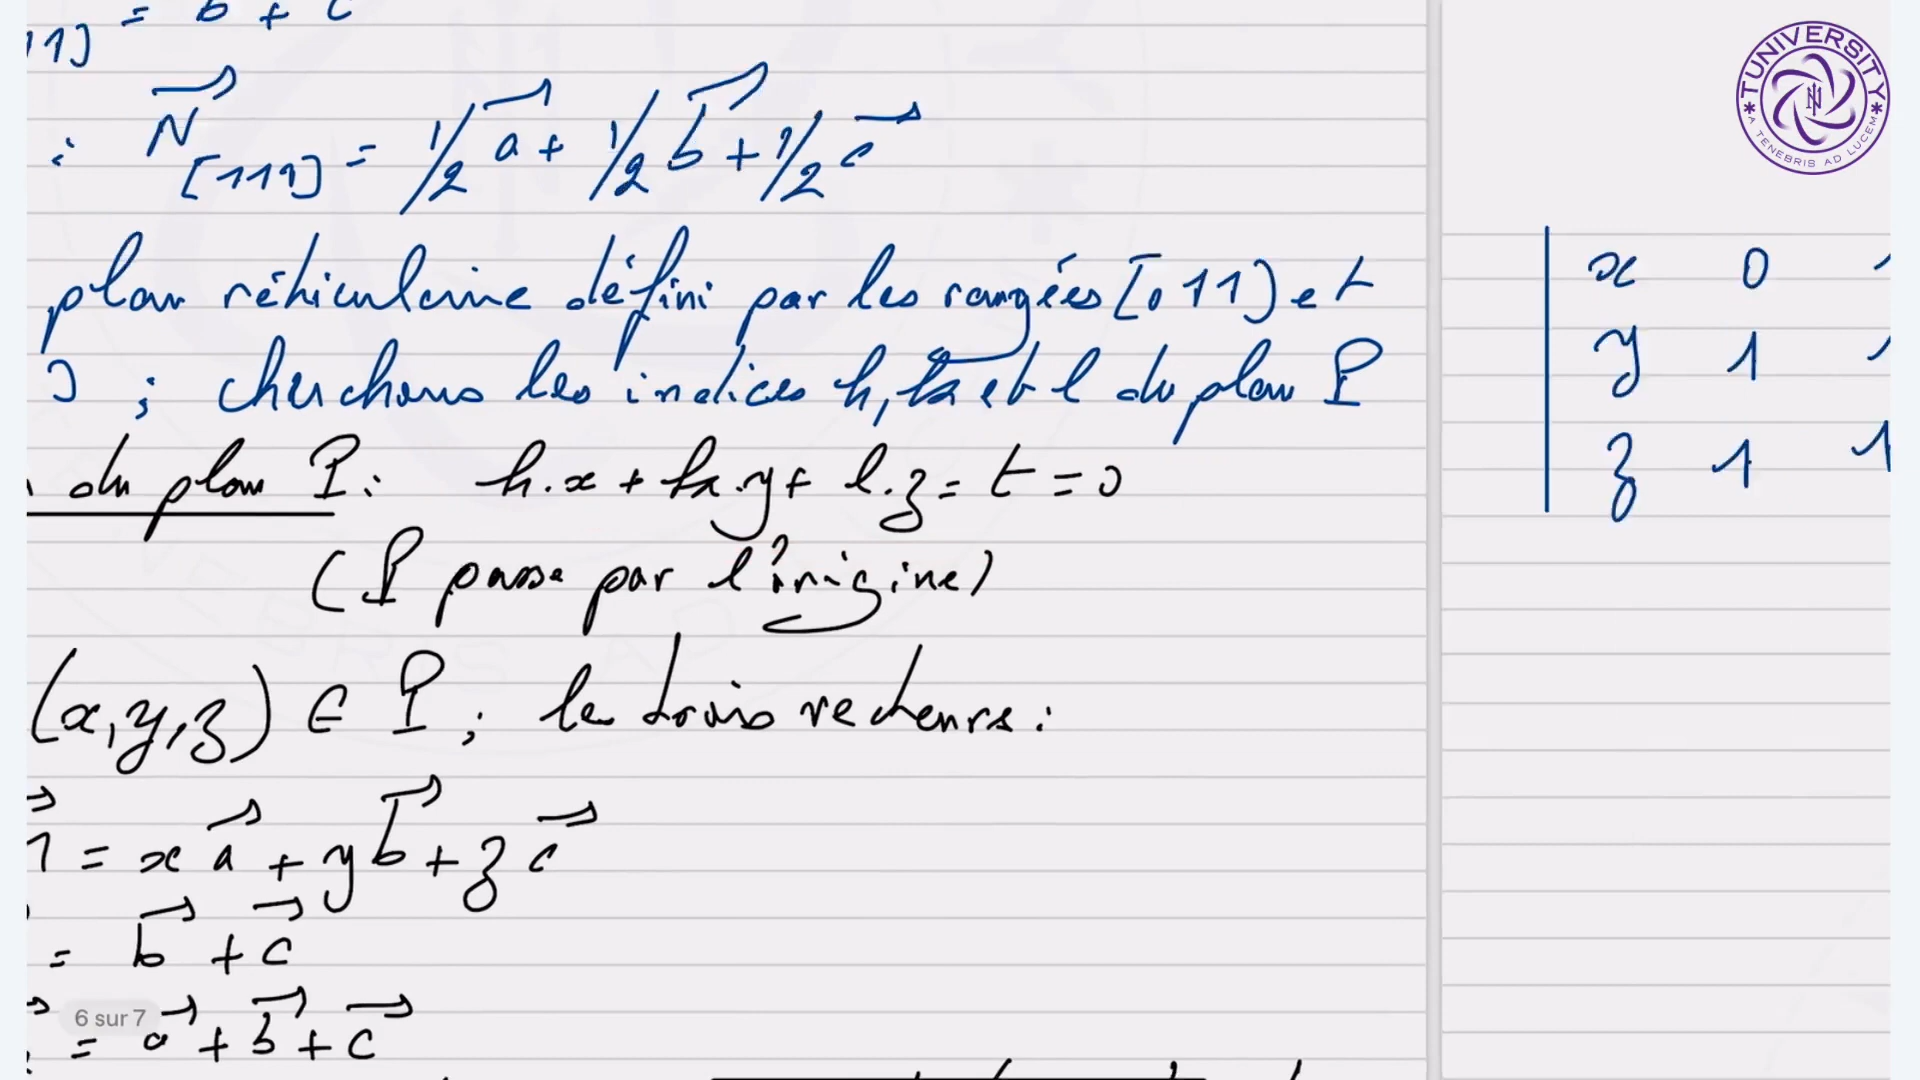 = b + c
11]
: N⃗ [111] = 1/2 a⃗ + 1/2 b⃗ + 1/2 c⃗
plan réticulaire défini par les rangées [011] et
] ; cherchons les indices h, k et l du plan P
du plan P : h.x + k.y + l.z = t = 0
(P passe par l'origine)
(x, y, z) ∈ P ; les trois vecteurs :
= x a⃗ + y b⃗ + z c⃗
= b⃗ + c⃗
= a⃗ + b⃗ + c⃗
6 sur 7
TUNIVERSITY
A TENEBRIS AD LUCEM
x 0 1
y 1 1
z 1 1